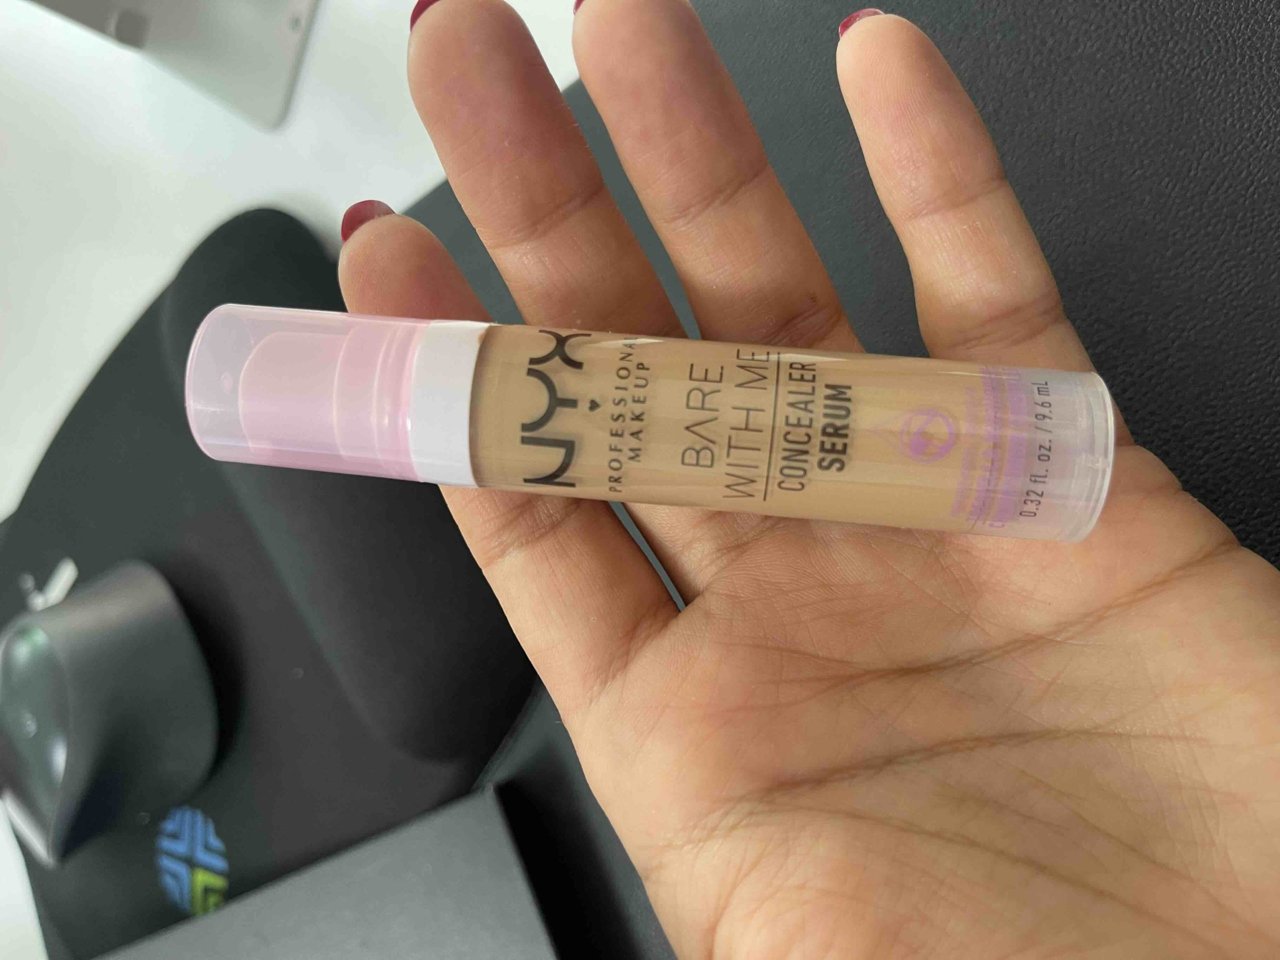 NYX
PROFESSIONAL
MAKEUP
BARE
WITH ME
CONCEALER
SERUM
0.32 fl. oz. / 9.6 mL